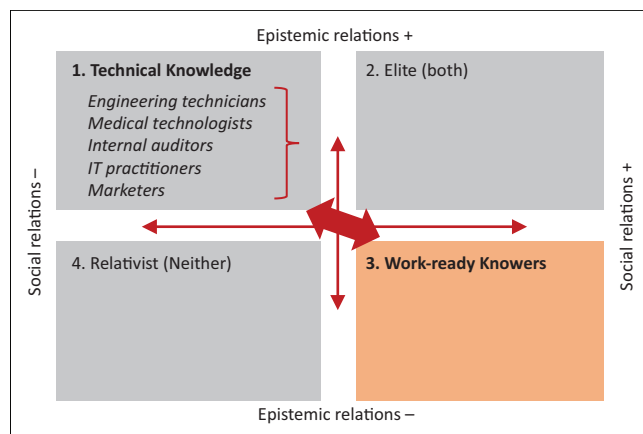 Epistemic relations +
1. Technical Knowledge
Engineering technicians
Medical technologists
Internal auditors
IT practitioners
Marketers
2. Elite (both)
Social relations –
Social relations +
4. Relativist (Neither)
3. Work-ready Knowers
Epistemic relations –